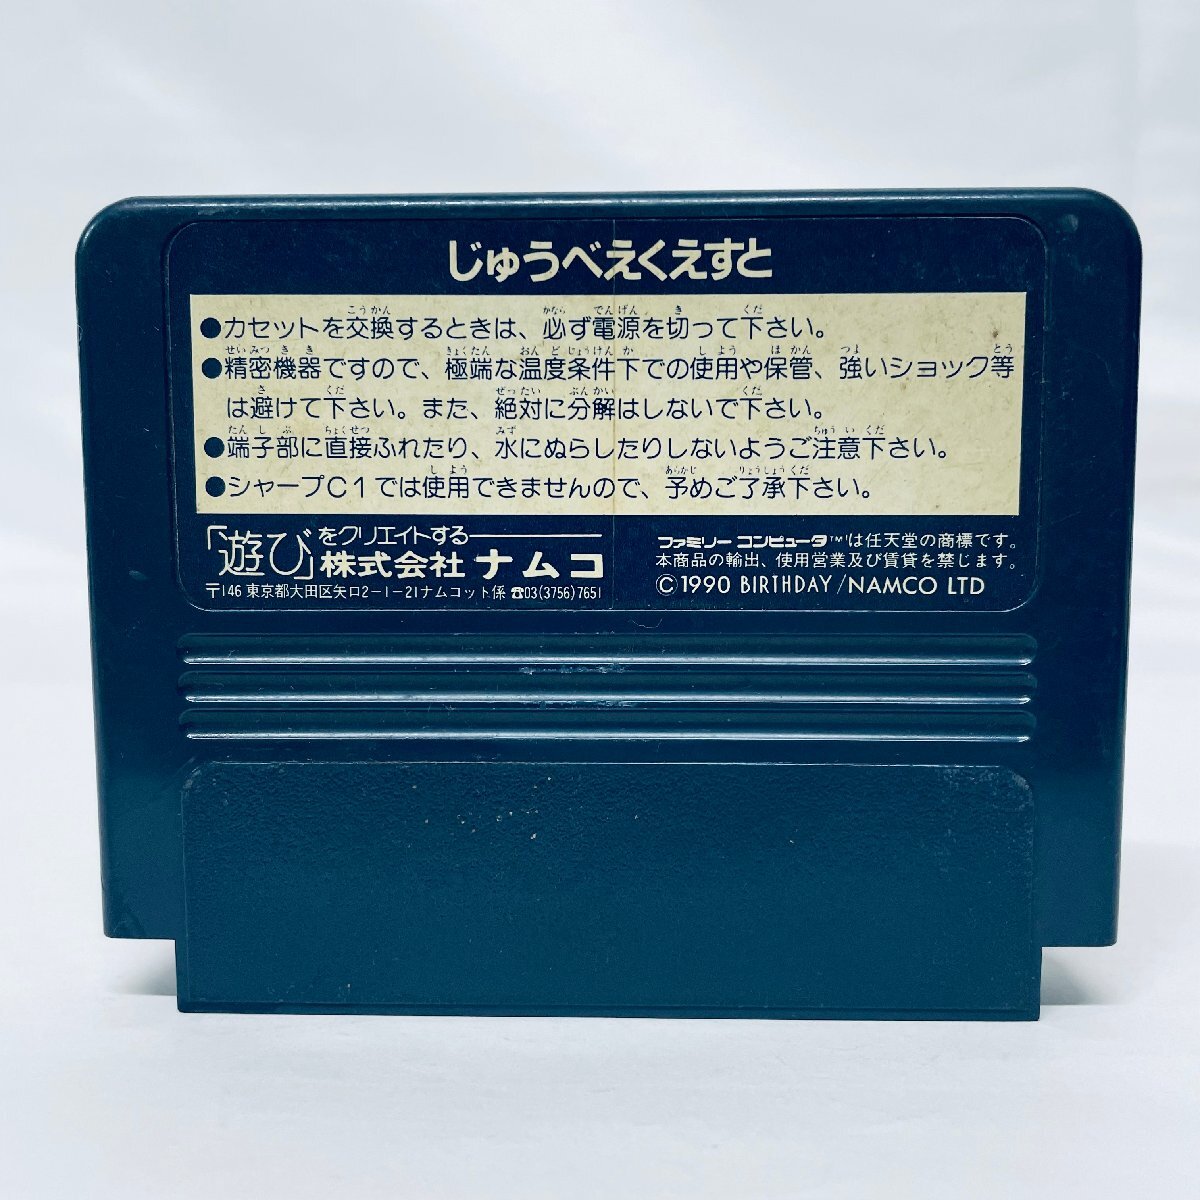 じゅうべえくえすと
●カセットを交換するときは、必ず電源を切って下さい。
●精密機器ですので、極端な温度条件下での使用や保管、強いショック等
は避けて下さい。また、絶対に分解はしないで下さい。
●端子部に直接ふれたり、水にぬらしたりしないようご注意下さい。
●シャープC1では使用できませんので、予めご了承下さい。
「遊び」をクリエイトする
株式会社ナムコ
〒146 東京都大田区矢口2-1-21ナムコット係 ☎03(3756)7651
ファミリーコンピュータ™は任天堂の商標です。
本商品の輸出、使用営業及び賃貸を禁じます。
©1990 BIRTHDAY/NAMCO LTD